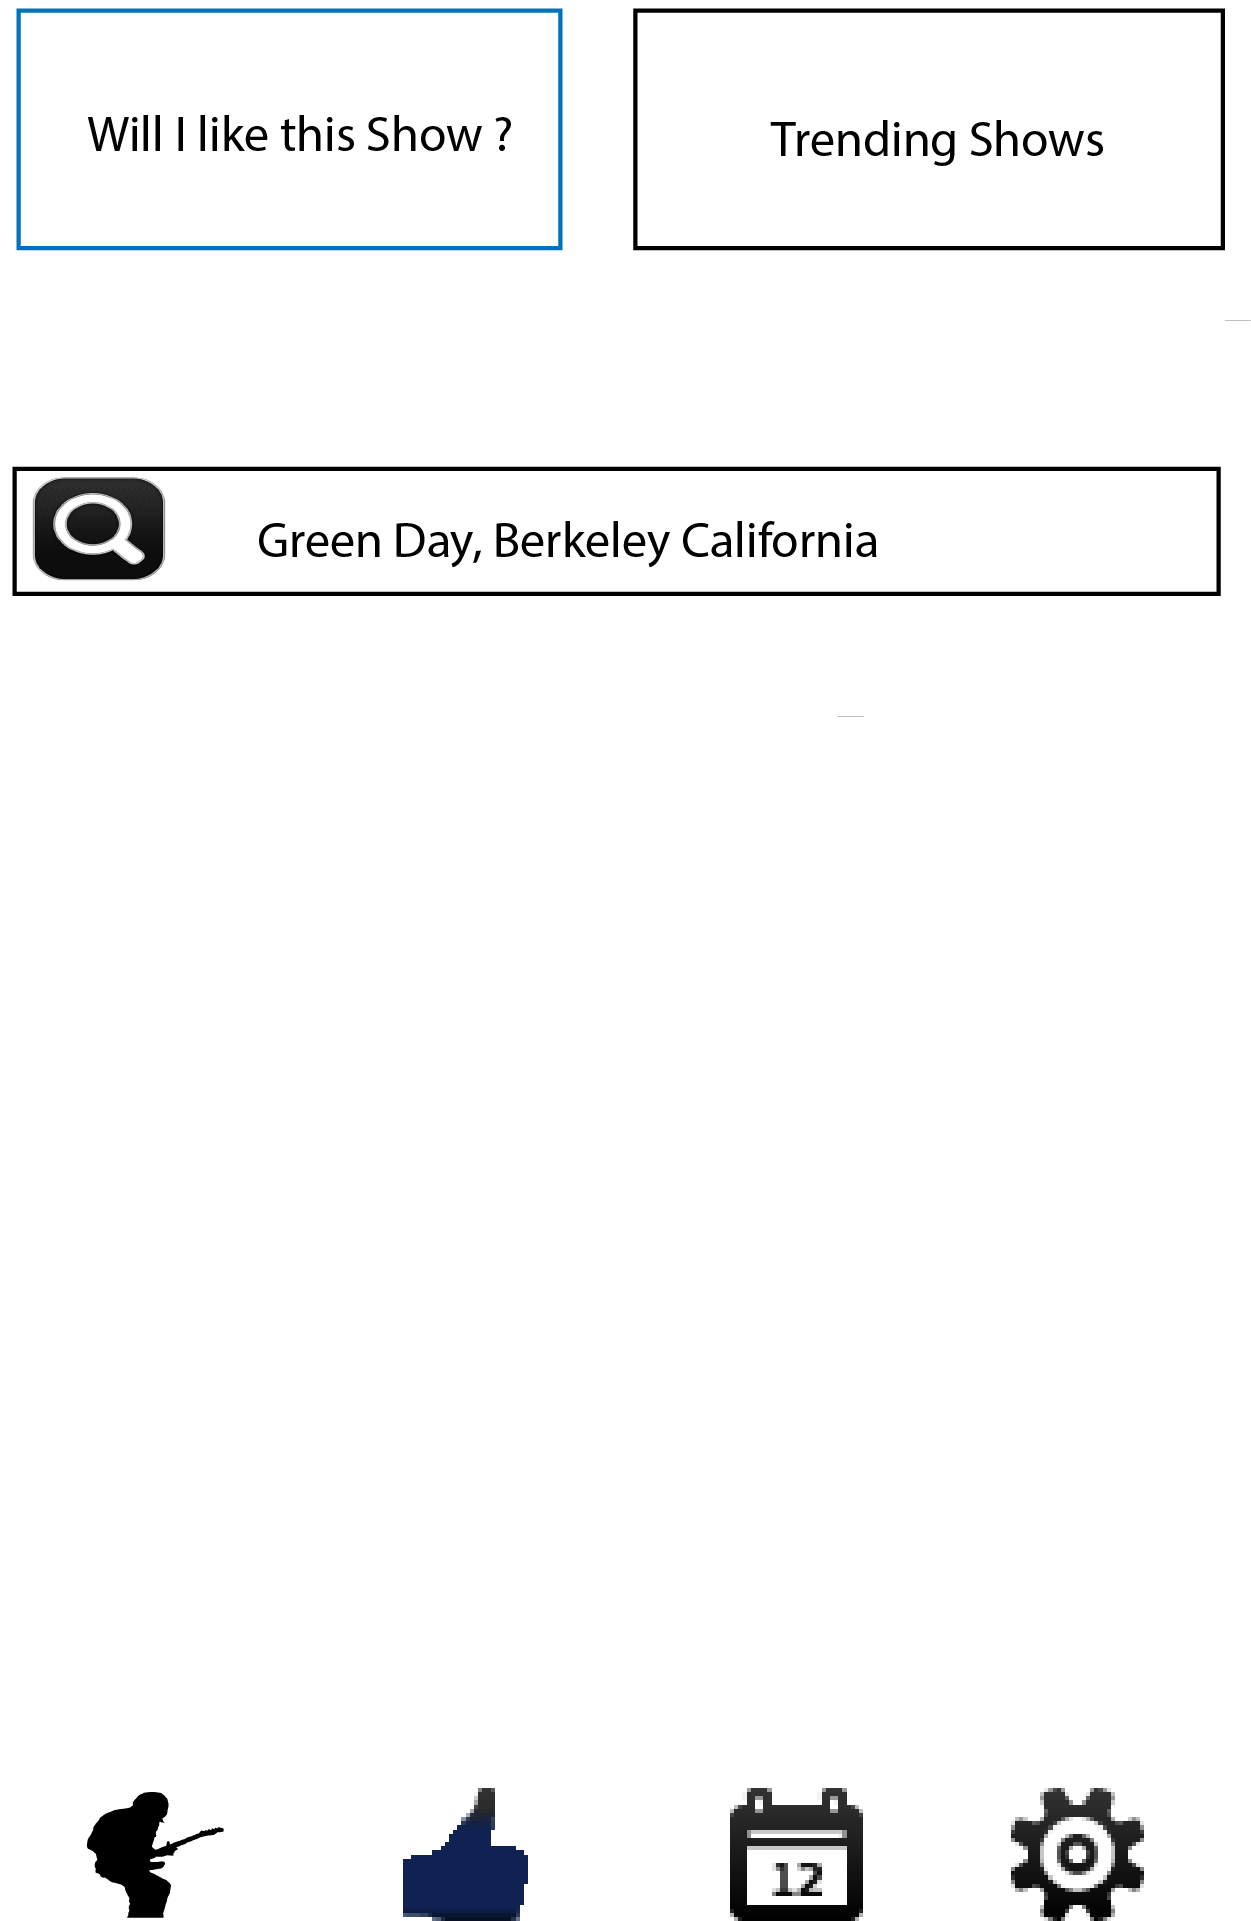 Will I like this Show ?
Trending Shows
Green Day, Berkeley California
12